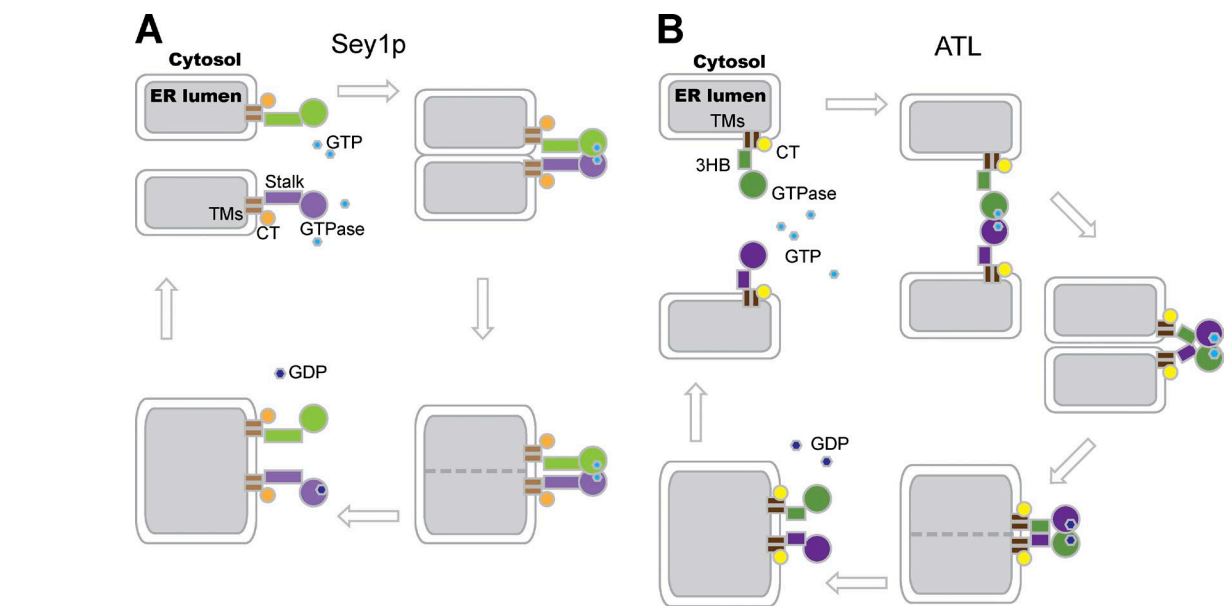 A
Sey1p
Cytosol
ER lumen
GTP
Stalk
TMs
CT
GTPase
GDP
B
ATL
Cytosol
ER lumen
TMs
CT
3HB
GTPase
GTP
GDP